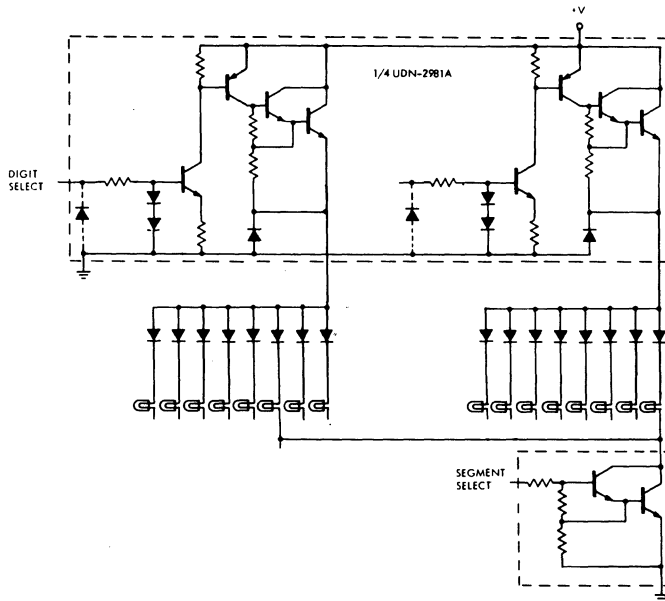 +V
1/4 UDN-2981A
DIGIT
SELECT
SEGMENT
SELECT